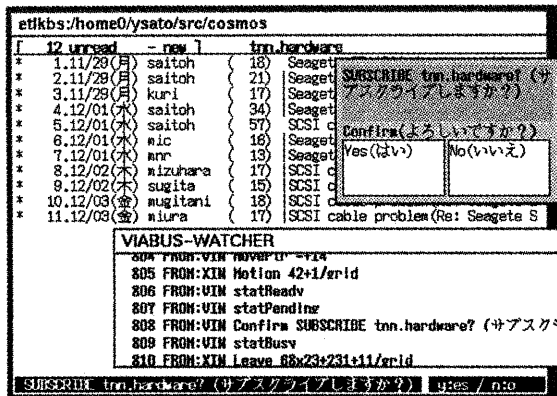 etlkbs:/home0/ysato/src/cosmos
[ 12 unread - new ] tnn.hardware
* 1.11/29(月) saitoh ( 18) Seaget
* 2.11/29(月) saitoh ( 21) Seaget
* 3.11/29(月) kuri ( 17) Seaget
* 4.12/01(水) saitoh ( 34) Seaget
* 5.12/01(水) saitoh ( 57) SCSI c
* 6.12/01(水) mic ( 16) Seaget
* 7.12/01(水) mnr ( 13) Seaget
* 8.12/02(木) mizuhara ( 17) SCSI c
* 9.12/02(木) sugita ( 15) SCSI c
* 10.12/03(金) mugitani ( 18) SCSI
* 11.12/03(金) miura ( 17) SCSI cable problem(Re: Seagete S
SUBSCRIBE tnn.hardware? (サ
ブスクライブしますか?)
Confirm(よろしいですか?)
Yes(はい) No(いいえ)
VIABUS-WATCHER
805 FROM:XIN Motion 42+1/grid
806 FROM:VIN statReady
807 FROM:VIN statPending
808 FROM:VIN Confirm SUBSCRIBE tnn.hardware? (サブスクラ
809 FROM:VIN statBusy
810 FROM:XIN Leave 68x23+231+11/grid
SUBSCRIBE tnn.hardware? (サブスクライブしますか?) y:es / n:o